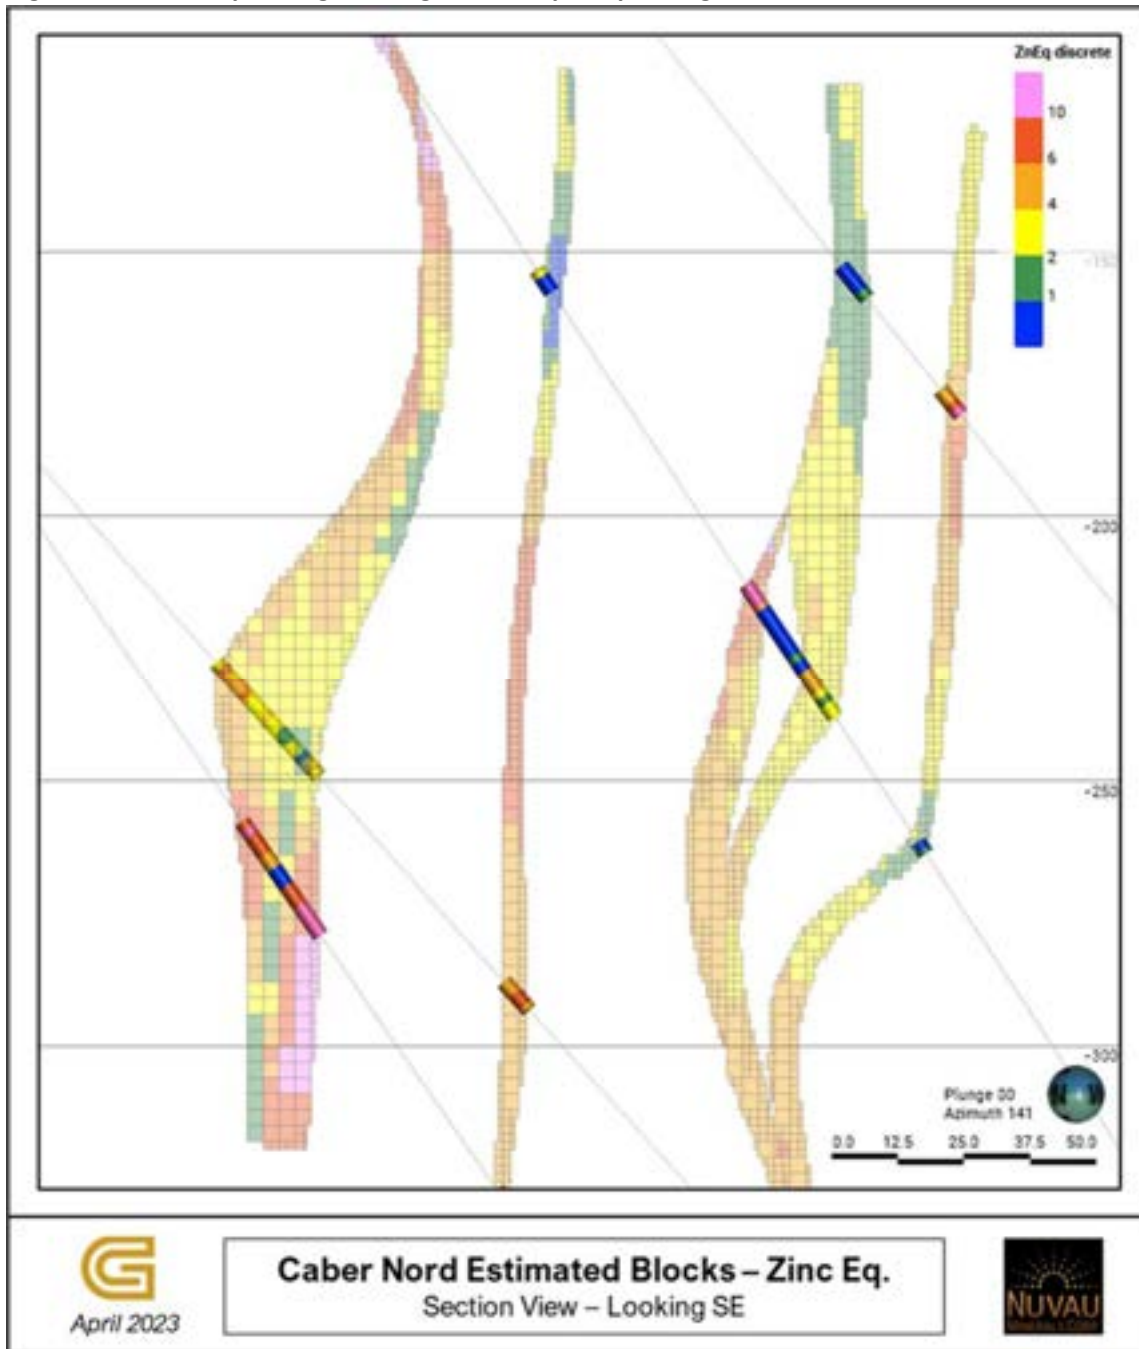 ZnEq discrete
10
6
4
2
1
-150
-200
-250
-300
Plunge 00
Azimuth 141
0.0 12.5 25.0 37.5 50.0
Caber Nord Estimated Blocks – Zinc Eq.
Section View – Looking SE
April 2023
NUVAU